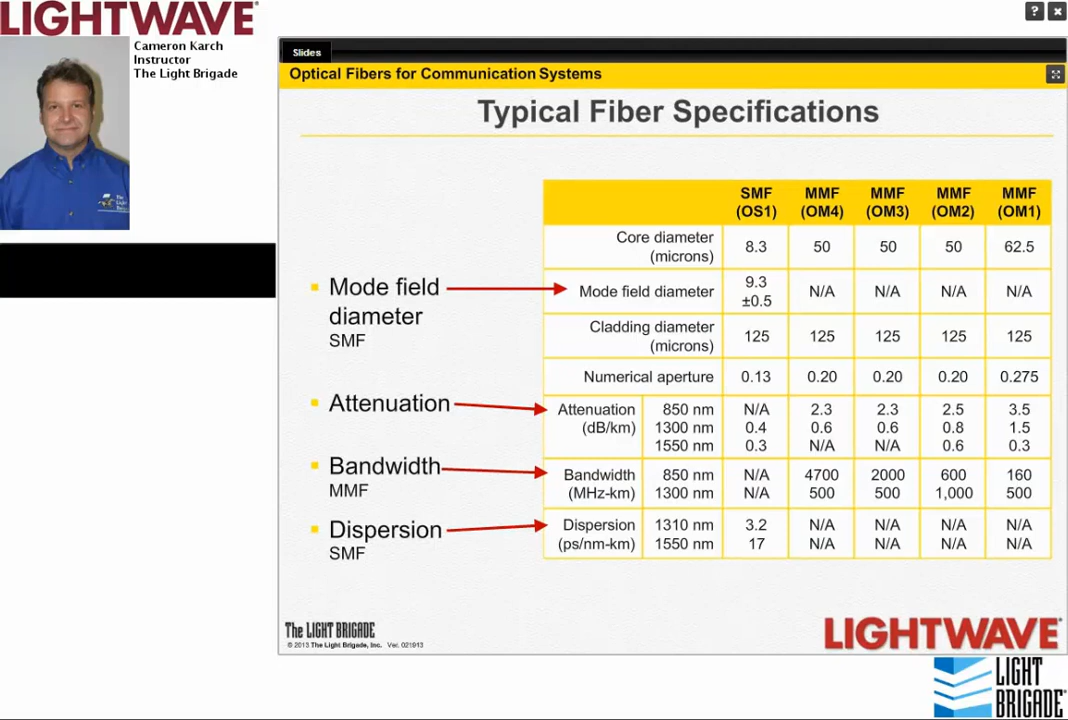 LIGHTWAVE
Cameron Karch
Instructor
The Light Brigade
?
Slides
Optical Fibers for Communication Systems
Typical Fiber Specifications
Mode field
diameter
SMF
Attenuation
Bandwidth
MMF
Dispersion
SMF
SMF (OS1) MMF (OM4) MMF (OM3) MMF (OM2) MMF (OM1)
Core diameter (microns) 8.3 50 50 50 62.5
Mode field diameter 9.3 ±0.5 N/A N/A N/A N/A
Cladding diameter (microns) 125 125 125 125 125
Numerical aperture 0.13 0.20 0.20 0.20 0.275
Attenuation 850 nm N/A 2.3 2.3 2.5 3.5
(dB/km) 1300 nm 0.4 0.6 0.6 0.8 1.5
1550 nm 0.3 N/A N/A 0.6 0.3
Bandwidth 850 nm N/A 4700 2000 600 160
(MHz-km) 1300 nm N/A 500 500 1,000 500
Dispersion 1310 nm 3.2 N/A N/A N/A N/A
(ps/nm-km) 1550 nm 17 N/A N/A N/A N/A
The LIGHT BRIGADE
© 2013 The Light Brigade, Inc. Ver. 021913
LIGHTWAVE
LIGHT
BRIGADE